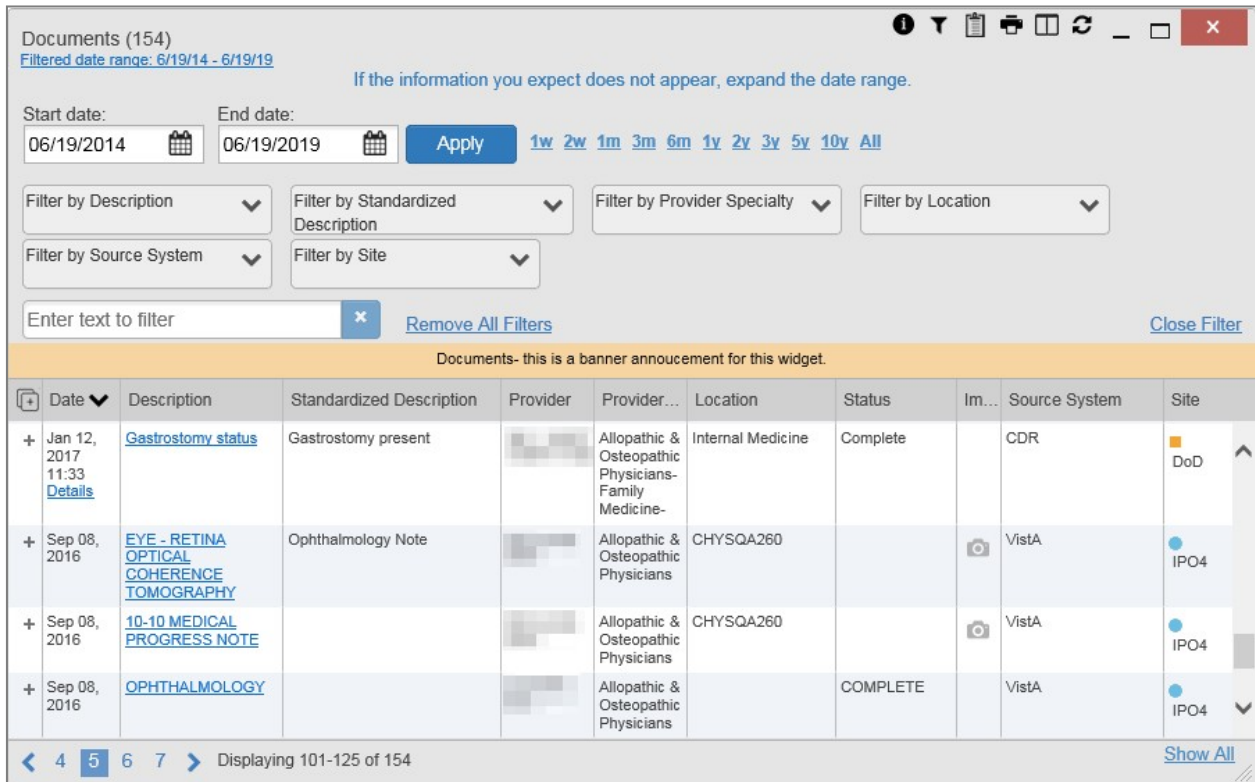 Documents (154)
Filtered date range: 6/19/14 - 6/19/19
If the information you expect does not appear, expand the date range.
Start date:
End date:
06/19/2014
06/19/2019
Apply
1w 2w 1m 3m 6m 1y 2y 3y 5y 10y All
Filter by Description
Filter by Standardized
Description
Filter by Provider Specialty
Filter by Location
Filter by Source System
Filter by Site
Enter text to filter
Remove All Filters
Close Filter
Documents- this is a banner annoucement for this widget.
Date
Description
Standardized Description
Provider
Provider...
Location
Status
Im...
Source System
Site
Jan 12,
2017
11:33
Details
Gastrostomy status
Gastrostomy present
Allopathic &
Osteopathic
Physicians-
Family
Medicine-
Internal Medicine
Complete
CDR
DoD
Sep 08,
2016
EYE - RETINA
OPTICAL
COHERENCE
TOMOGRAPHY
Ophthalmology Note
Allopathic &
Osteopathic
Physicians
CHYSQA260
VistA
IPO4
Sep 08,
2016
10-10 MEDICAL
PROGRESS NOTE
Allopathic &
Osteopathic
Physicians
CHYSQA260
VistA
IPO4
Sep 08,
2016
OPHTHALMOLOGY
Allopathic &
Osteopathic
Physicians
COMPLETE
VistA
IPO4
4 5 6 7
Displaying 101-125 of 154
Show All